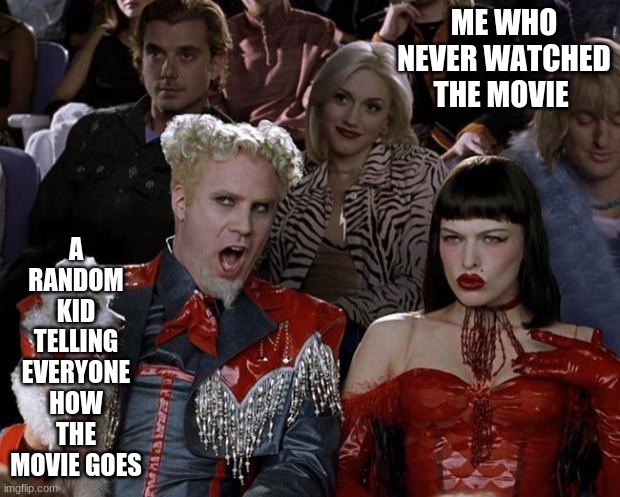 ME WHO
NEVER WATCHED
THE MOVIE
A
RANDOM
KID
TELLING
EVERYONE
HOW
THE
MOVIE GOES
M
imgflip.com